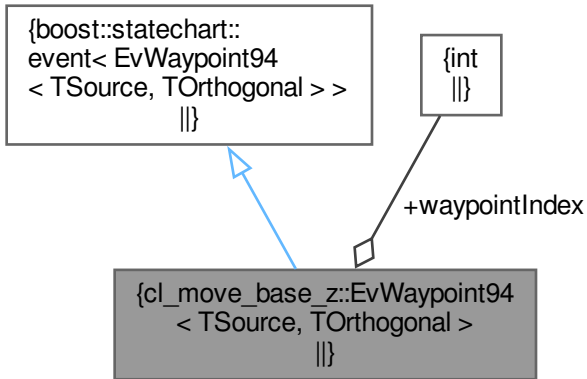 {boost::statechart::
event< EvWaypoint94
< TSource, TOrthogonal > >
||}
{int
||}
+waypointIndex
{cl_move_base_z::EvWaypoint94
< TSource, TOrthogonal >
||}